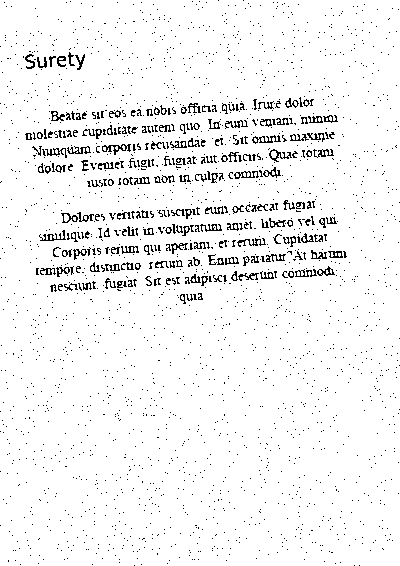 Surety
Beatae sit eos ea nobis officia quia. Irure dolor
molestiae cupiditate autem quo. In eum veniam, minim
Numquam corporis recusandae et. Sit omnis maxime
dolore. Eveniet fugit, fugiat aut officiis. Quae totam
iusto totam non in culpa commodi.
Dolores veritatis suscipit eum occaecat fugiat
similique. Id velit in voluptatum amet, libero vel qui.
Corporis rerum qui aperiam, et rerum. Cupidatat
tempore, distinctio rerum ab. Enim pariatur At harum
nesciunt, fugiat. Sit est adipisci deserunt commodi
quia